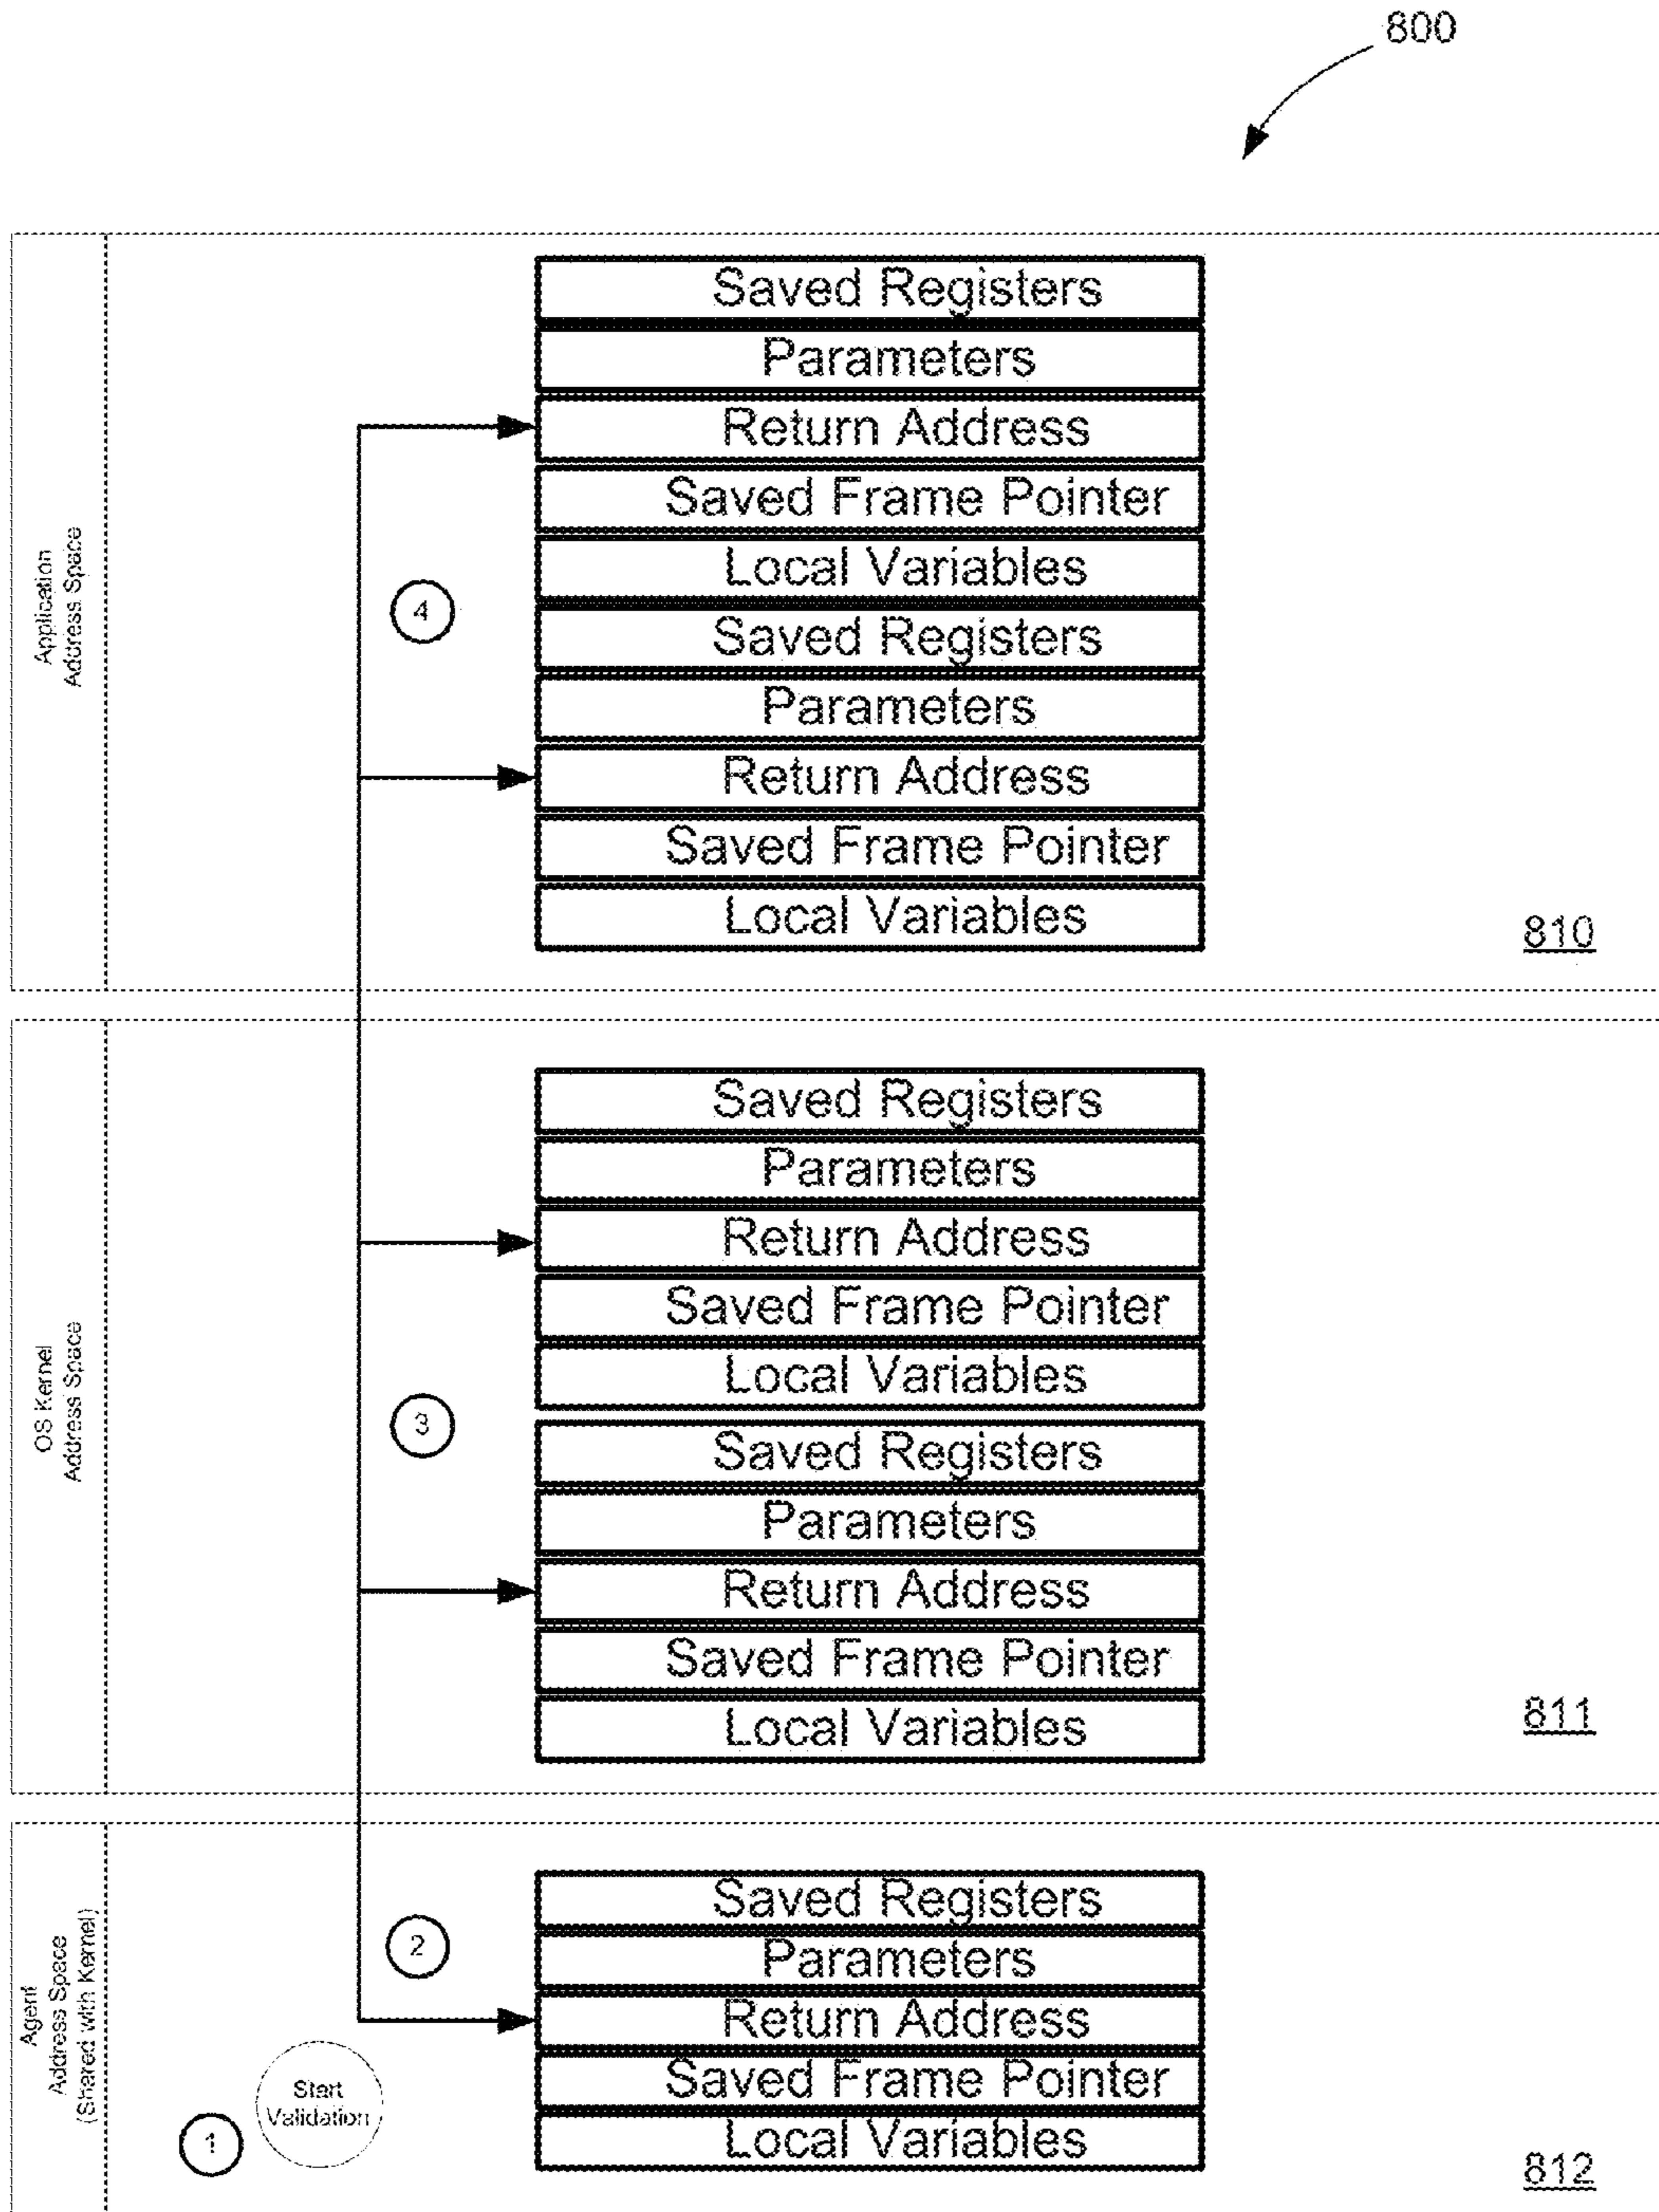 800
Application
Address Space
Saved Registers
Parameters
Return Address
Saved Frame Pointer
Local Variables
4
Saved Registers
Parameters
Return Address
Saved Frame Pointer
Local Variables
810
OS Kernel
Address Space
Saved Registers
Parameters
Return Address
Saved Frame Pointer
Local Variables
3
Saved Registers
Parameters
Return Address
Saved Frame Pointer
Local Variables
811
Agent
Address Space
(Shared with Kernel)
Saved Registers
2
Parameters
Return Address
Saved Frame Pointer
Local Variables
Start
Validation
1
812